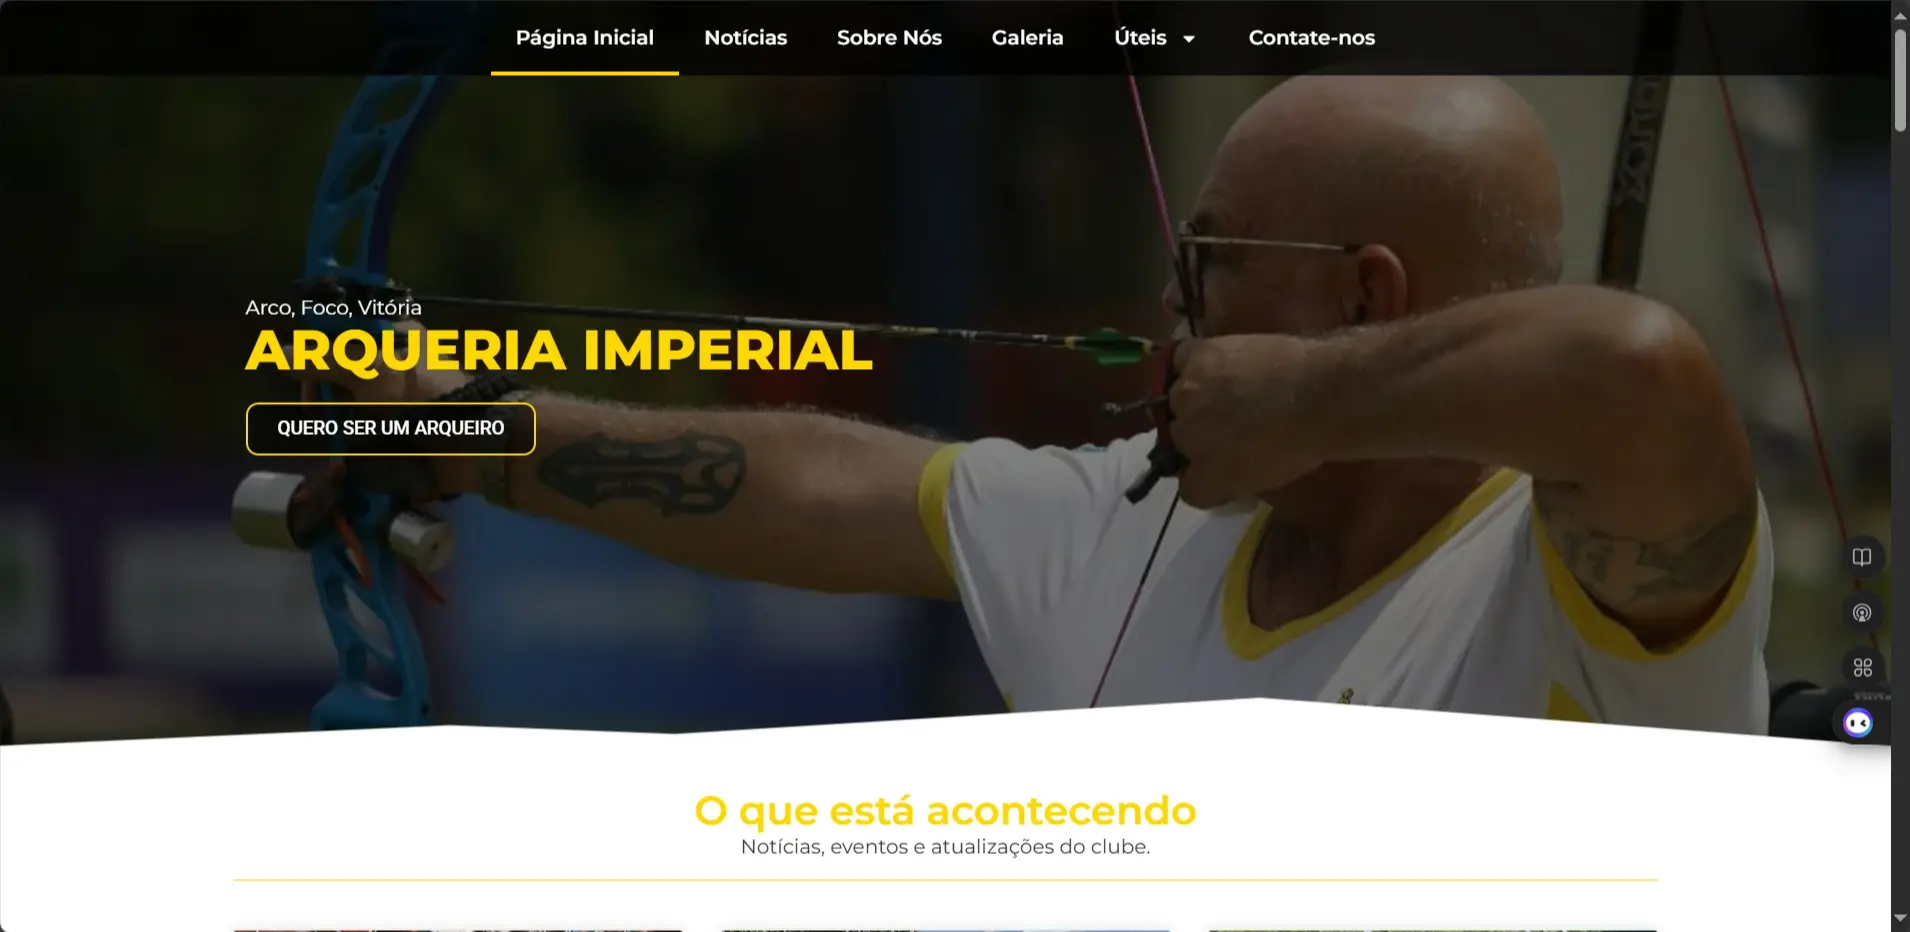 Página Inicial Notícias Sobre Nós Galeria Úteis Contate-nos
Arco, Foco, Vitória
ARQUERIA IMPERIAL
QUERO SER UM ARQUEIRO
O que está acontecendo
Notícias, eventos e atualizações do clube.